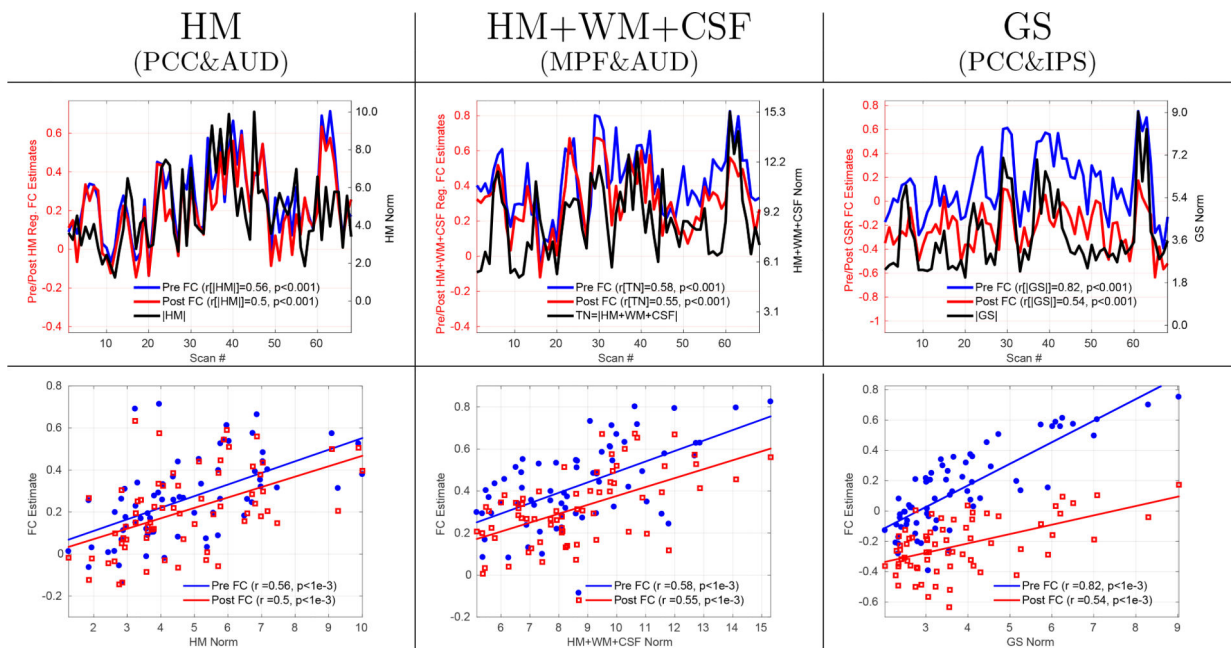 HM
(PCC&AUD)
HM+WM+CSF
(MPF&AUD)
GS
(PCC&IPS)
Pre/Post HM Reg. FC Estimates
0.6
0.4
0.2
0
-0.2
-0.4
10.0
8.0
6.0
4.0
2.0
0.0
HM Norm
Pre FC (r[|HM|]=0.56, p<0.001)
Post FC (r[|HM|]=0.5, p<0.001)
|HM|
10 20 30 40 50 60
Scan #
Pre/Post HM+WM+CSF Reg. FC Estimates
0.8
0.6
0.4
0.2
0
-0.2
-0.4
15.3
12.2
9.2
6.1
3.1
HM+WM+CSF Norm
Pre FC (r[TN]=0.58, p<0.001)
Post FC (r[TN]=0.55, p<0.001)
TN=|HM+WM+CSF|
10 20 30 40 50 60
Scan #
Pre/Post GSR FC Estimates
0.8
0.6
0.4
0.2
-0
-0.2
-0.4
-0.6
-0.8
-1
9.0
7.2
5.4
3.6
1.8
0.0
GS Norm
Pre FC (r[|GS|]=0.82, p<0.001)
Post FC (r[|GS|]=0.54, p<0.001)
|GS|
10 20 30 40 50 60
Scan #
FC Estimate
0.8
0.6
0.4
0.2
0
-0.2
Pre FC (r =0.56, p<1e-3)
Post FC (r =0.5, p<1e-3)
2 3 4 5 6 7 8 9 10
HM Norm
FC Estimate
0.8
0.6
0.4
0.2
0
0.2
Pre FC (r =0.58, p<1e-3)
Post FC (r =0.55, p<1e-3)
6 7 8 9 10 11 12 13 14 15
HM+WM+CSF Norm
FC Estimate
0.8
0.6
0.4
0.2
0
-0.2
-0.4
-0.6
Pre FC (r =0.82, p<1e-3)
Post FC (r =0.54, p<1e-3)
3 4 5 6 7 8 9
GS Norm